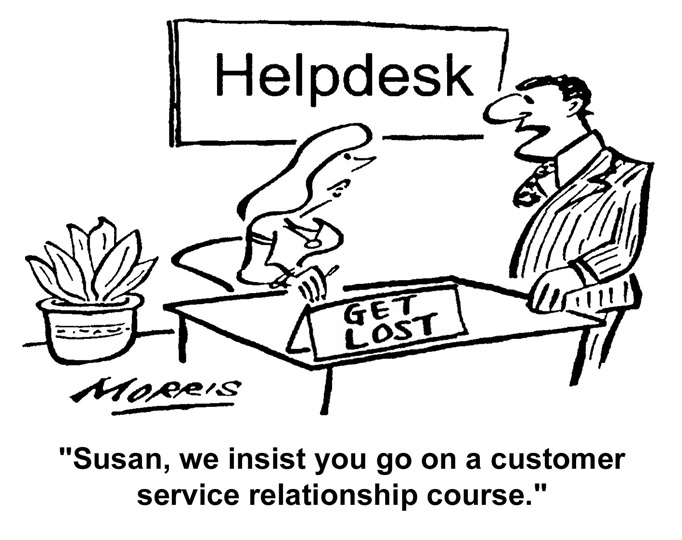 Helpdesk
GET
LOST
MORRIS
"Susan, we insist you go on a customer
service relationship course."